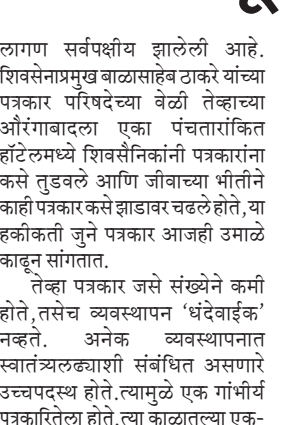 लागण सर्वपक्षीय झालेली आहे.
शिवसेनाप्रमुख बाळासाहेब ठाकरे यांच्या
पत्रकार परिषदेच्या वेळी तेव्हाच्या
औरंगाबादला एका पंचतारांकित
हॉटेलमध्ये शिवसैनिकांनी पत्रकारांना
कसे तुडवले आणि जीवाच्या भीतीने
काही पत्रकार कसे झाडावर चढले होते,या
हकीकती जुने पत्रकार आजही उमाळे
काढून सांगतात.
तेव्हा पत्रकार जसे संख्येने कमी
होते,तसेच व्यवस्थापन ‘धंदेवाईक’
नव्हते. अनेक व्यवस्थापनात
स्वातंत्र्यलढ्याशी संबंधित असणारे
उच्चपदस्थ होते.त्यामुळे एक गांभीर्य
पत्रकारितेला होते.त्या काळातल्या एक-